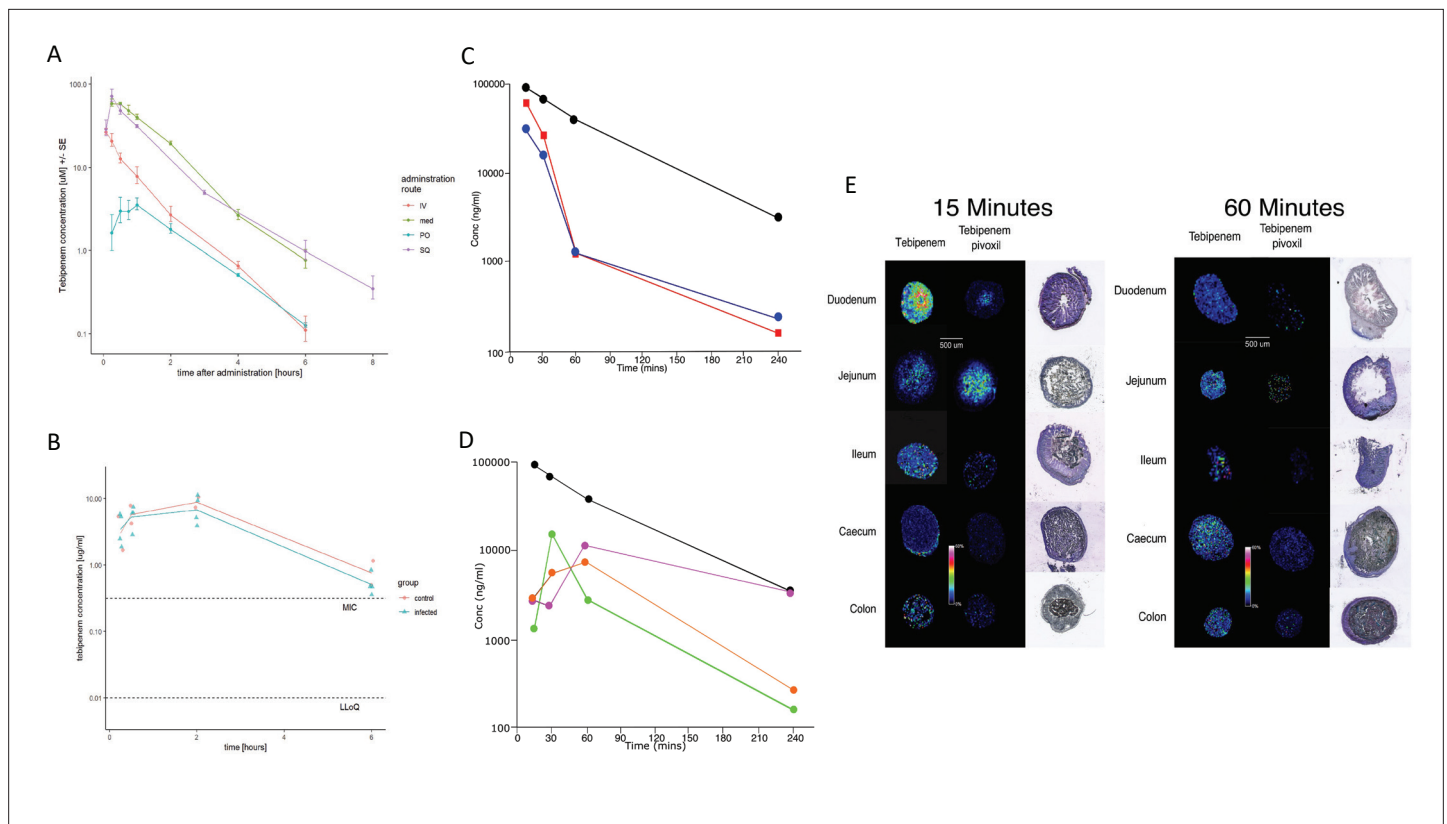 A
100.0
10.0
1.0
0.1
Tebipenem concentration [uM] +/- SE
0
2
4
6
8
time after administration [hours]
adminstration
route
IV
med
PO
SQ
B
10.00
1.00
0.10
0.01
tebipenem concentration [ug/ml]
MIC
LLoQ
0
2
4
6
time [hours]
group
control
infected
C
100000
10000
1000
100
Conc (ng/ml)
0
30
60
90
120
150
180
210
240
Time (mins)
D
100000
10000
1000
100
Conc (ng/ml)
0
30
60
90
120
150
180
210
240
Time (mins)
E
15 Minutes
Tebipenem
Tebipenem
pivoxil
Duodenum
500 um
Jejunum
Ileum
Caecum
60%
0%
Colon
60 Minutes
Tebipenem
Tebipenem
pivoxil
Duodenum
500 um
Jejunum
Ileum
Caecum
60%
0%
Colon